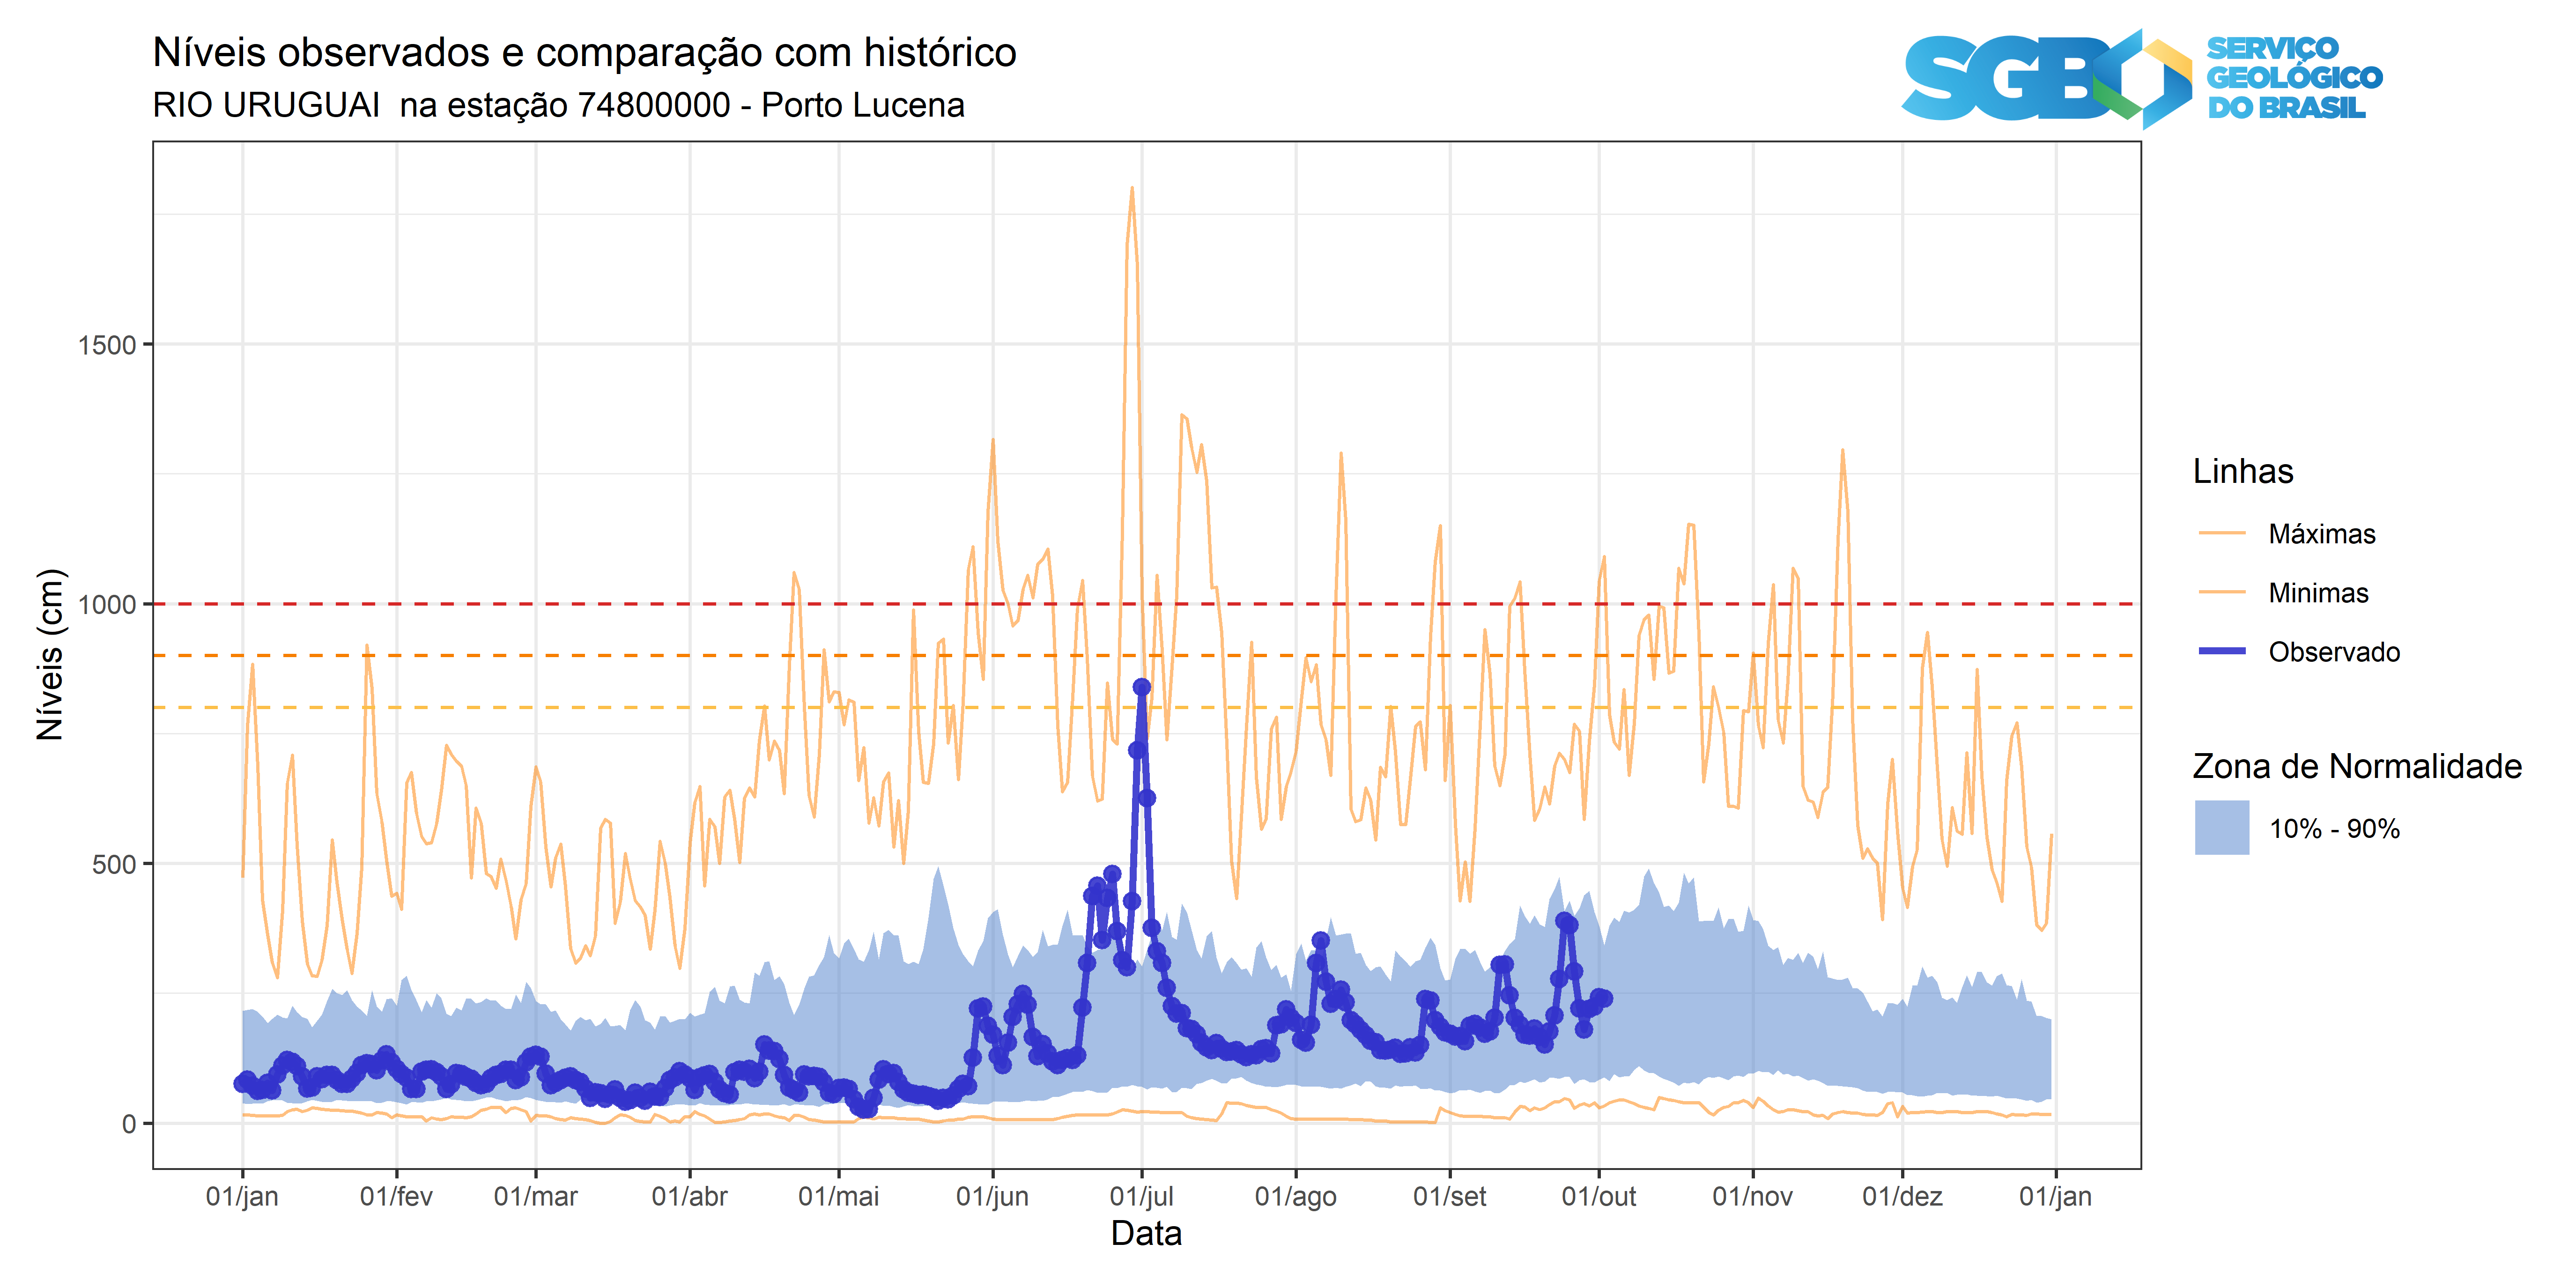 Níveis observados e comparação com histórico
RIO URUGUAI  na estação 74800000 - Porto Lucena
SGB
SERVIÇO
GEOLÓGICO
DO BRASIL
Níveis (cm)
1500
1000
500
0
01/jan 01/fev 01/mar 01/abr 01/mai 01/jun 01/jul 01/ago 01/set 01/out 01/nov 01/dez 01/jan
Data
Linhas
Máximas
Minimas
Observado
Zona de Normalidade
10% - 90%